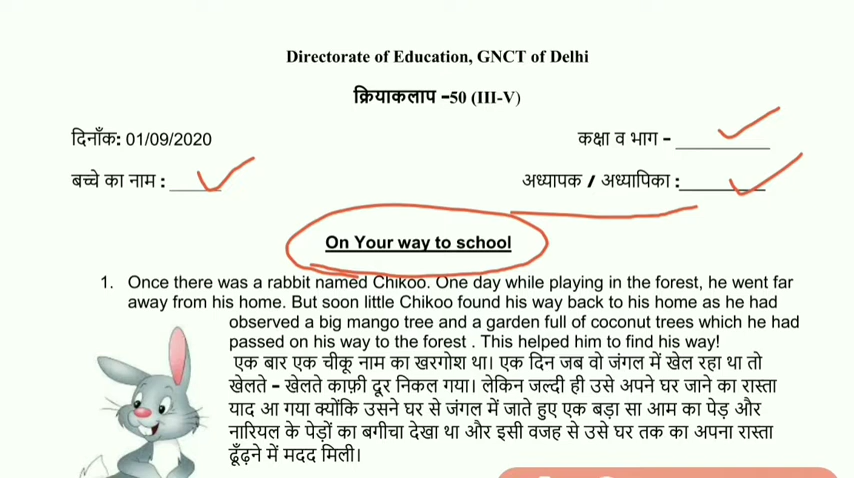 Directorate of Education, GNCT of Delhi
क्रियाकलाप –50 (III-V)
दिनाँक: 01/09/2020
कक्षा व भाग –
बच्चे का नाम :
अध्यापक / अध्यापिका :
On Your way to school
1. Once there was a rabbit named Chikoo. One day while playing in the forest, he went far
away from his home. But soon little Chikoo found his way back to his home as he had
observed a big mango tree and a garden full of coconut trees which he had
passed on his way to the forest . This helped him to find his way!
एक बार एक चीकू नाम का खरगोश था। एक दिन जब वो जंगल में खेल रहा था तो
खेलते – खेलते काफ़ी दूर निकल गया। लेकिन जल्दी ही उसे अपने घर जाने का रास्ता
याद आ गया क्योंकि उसने घर से जंगल में जाते हुए एक बड़ा सा आम का पेड़ और
नारियल के पेड़ों का बगीचा देखा था और इसी वजह से उसे घर तक का अपना रास्ता
ढूँढ़ने में मदद मिली।